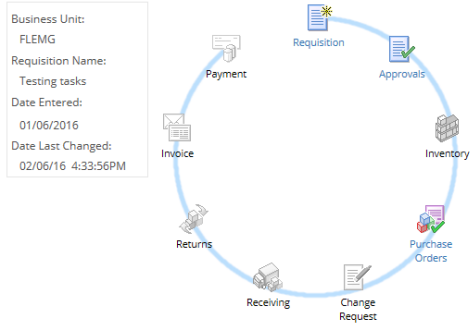 Business Unit:
FLEMG
Requisition Name:
Testing tasks
Date Entered:
01/06/2016
Date Last Changed:
02/06/16 4:33:56PM
Requisition
Approvals
Inventory
Purchase
Orders
Change
Request
Receiving
Returns
Invoice
Payment